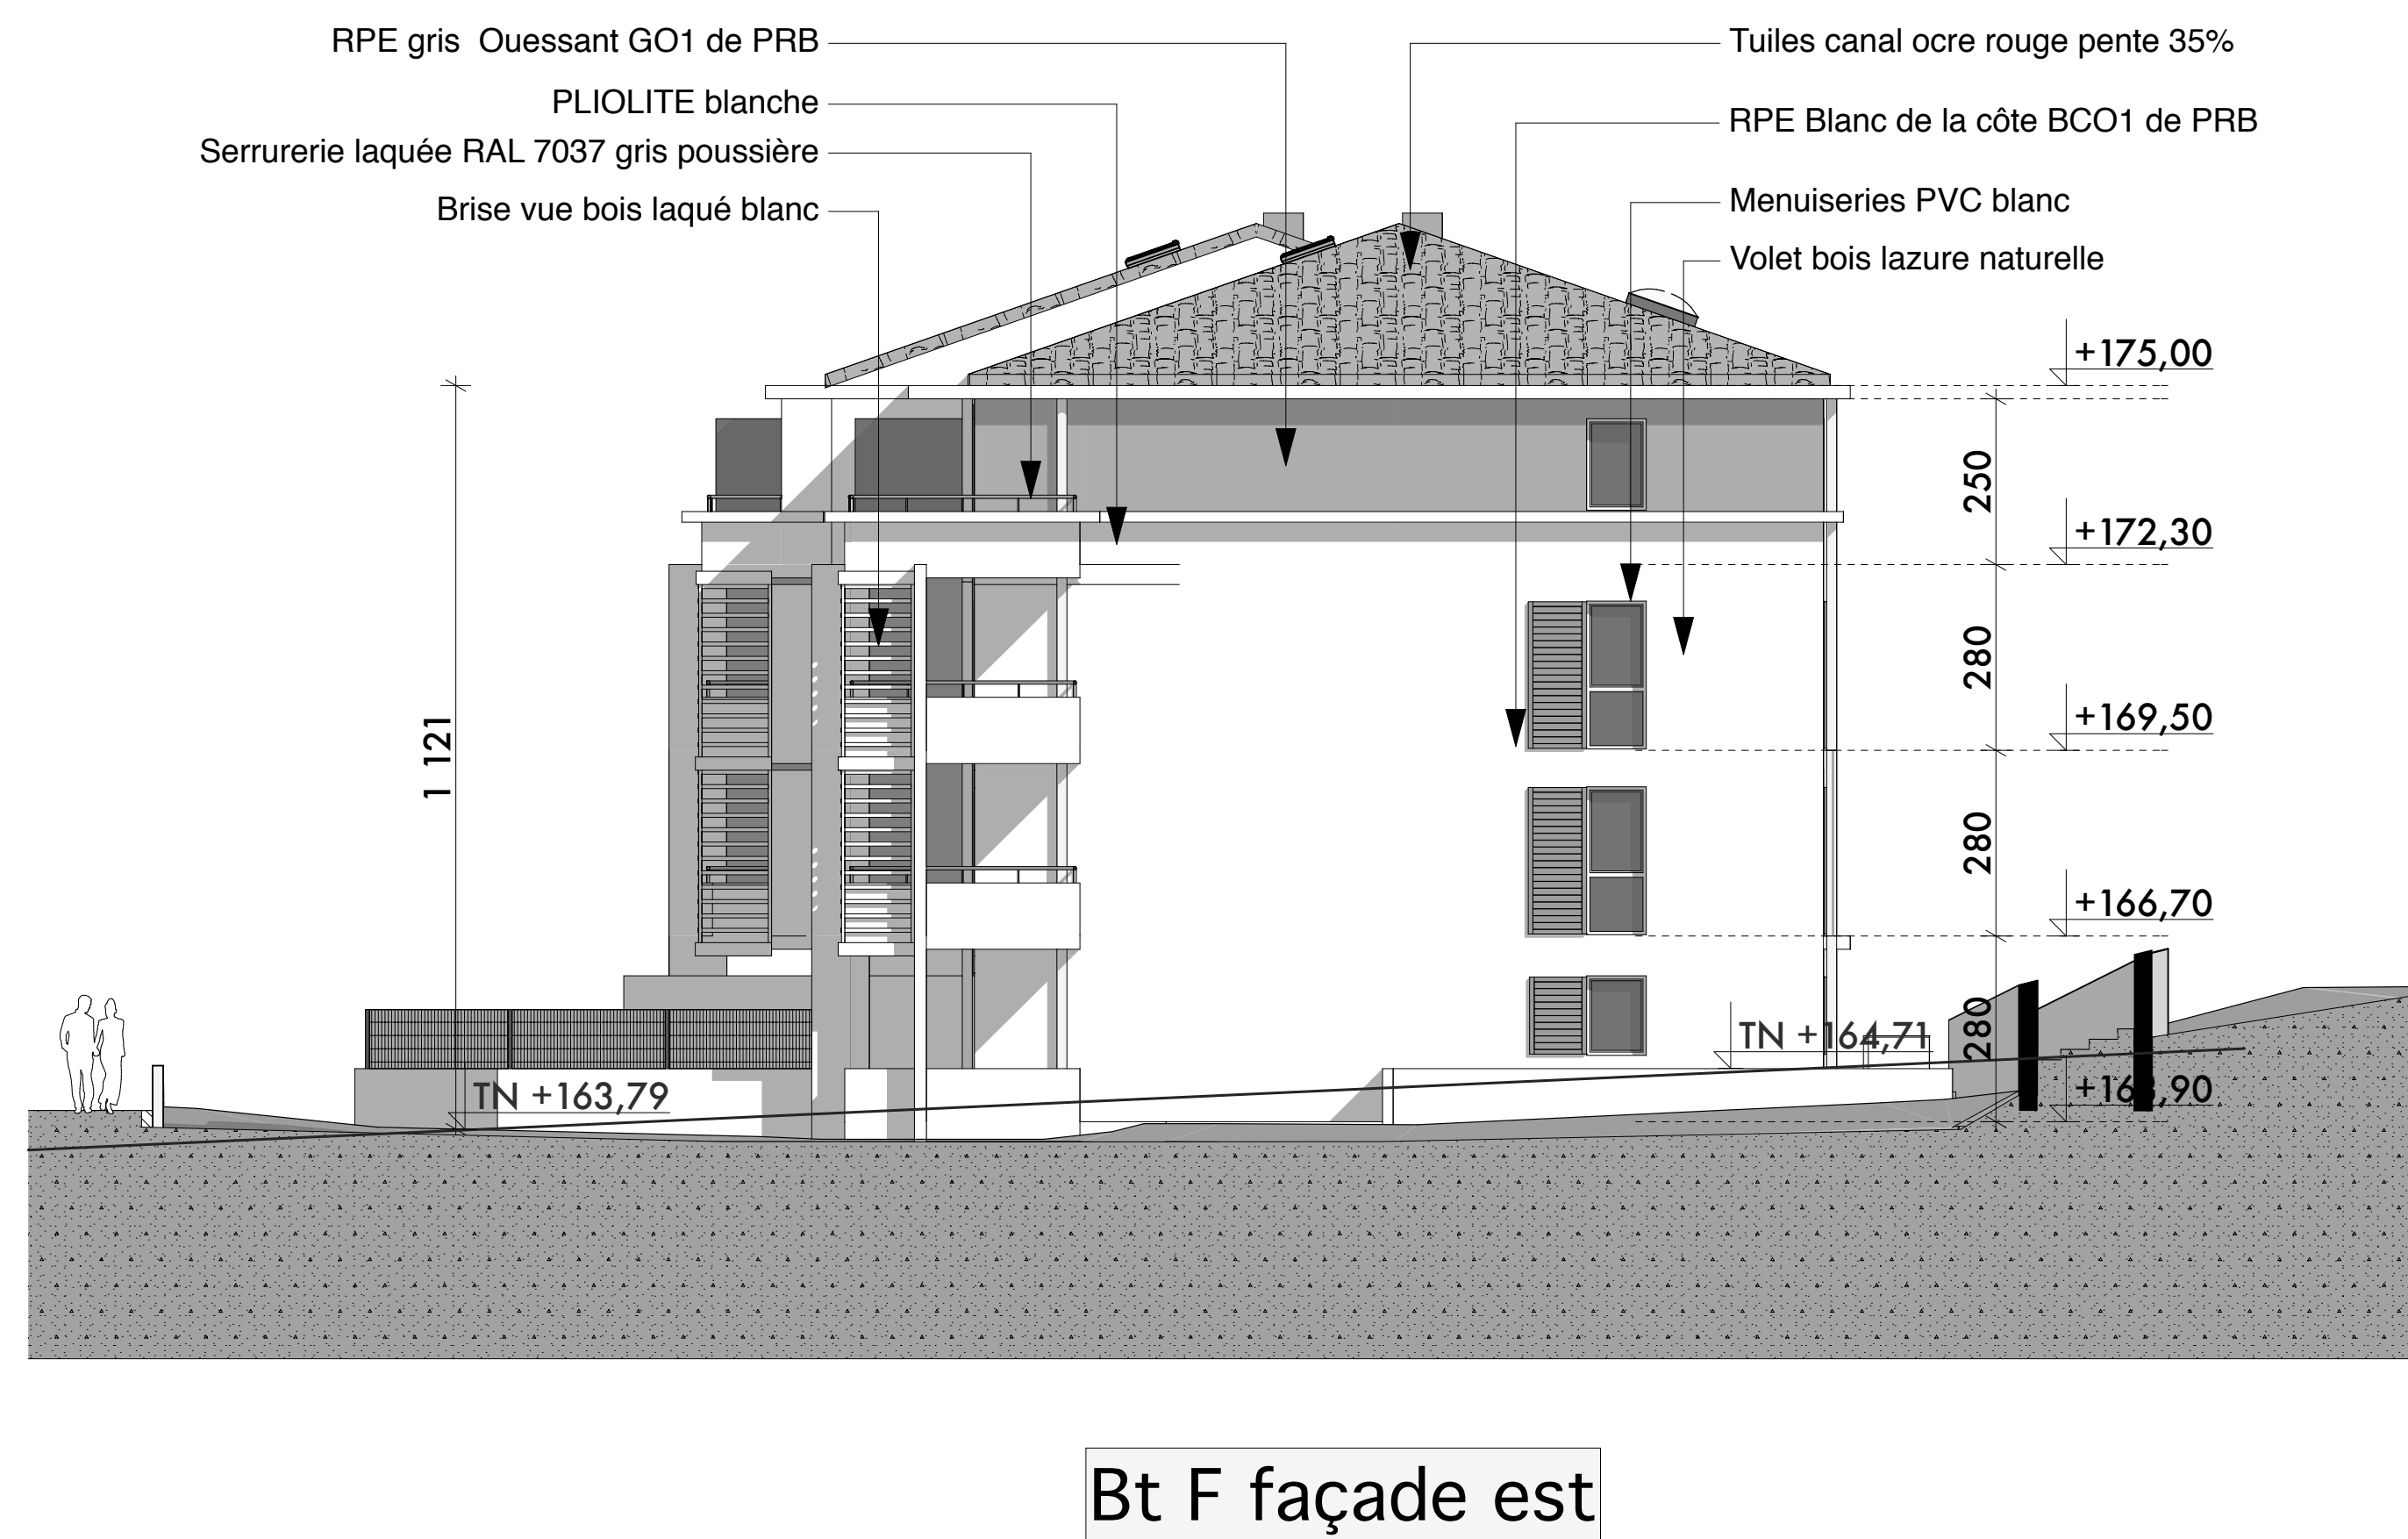 RPE gris Ouessant GO1 de PRB
PLIOLITE blanche
Serrurerie laquée RAL 7037 gris poussière
Brise vue bois laqué blanc
Tuiles canal ocre rouge pente 35%
RPE Blanc de la côte BCO1 de PRB
Menuiseries PVC blanc
Volet bois lazure naturelle
+175,00
250
+172,30
280
+169,50
1 121
280
+166,70
280
TN +164,71
TN +163,79
+163,90
Bt F façade est